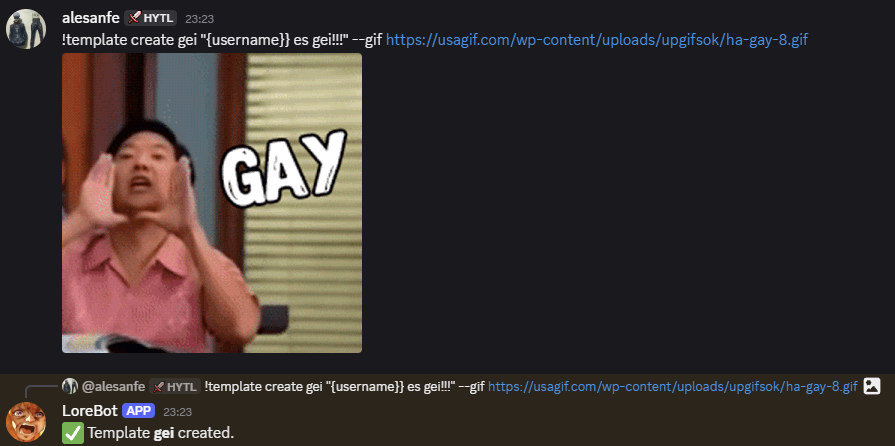 alesanfe HYTL 23:23
!template create gei "{username}} es gei!!!" --gif https://usagif.com/wp-content/uploads/upgifsok/ha-gay-8.gif
GAY
@alesanfe HYTL !template create gei "{username}} es gei!!!" --gif https://usagif.com/wp-content/uploads/upgifsok/ha-gay-8.gif
LoreBot APP 23:23
Template gei created.